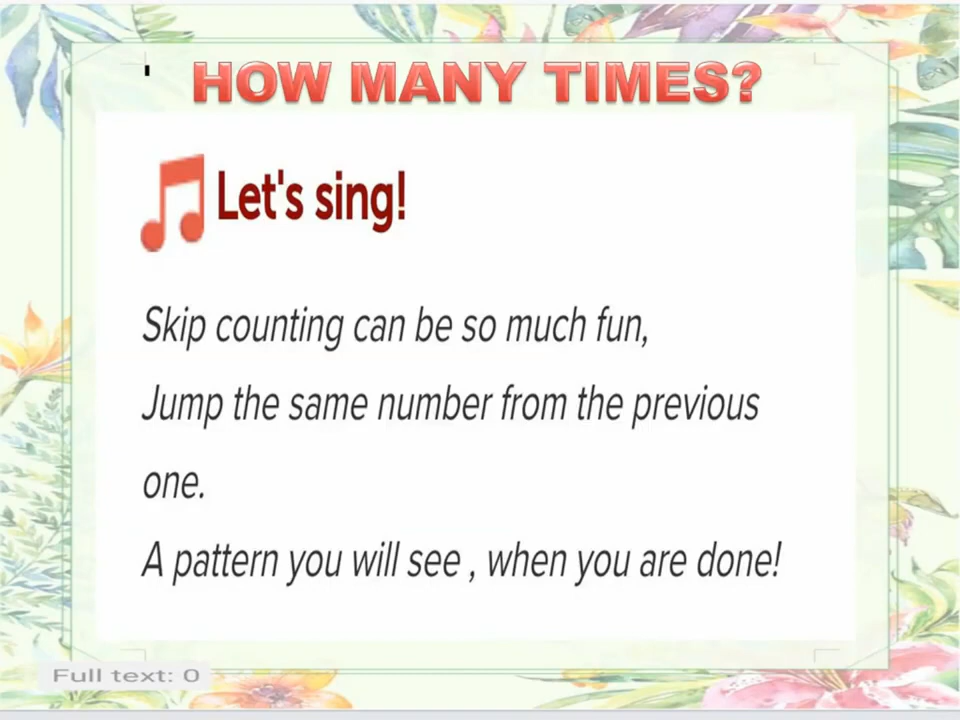 HOW MANY TIMES?
Let's sing!
Skip counting can be so much fun,
Jump the same number from the previous
one.
A pattern you will see , when you are done!
Full text: 0